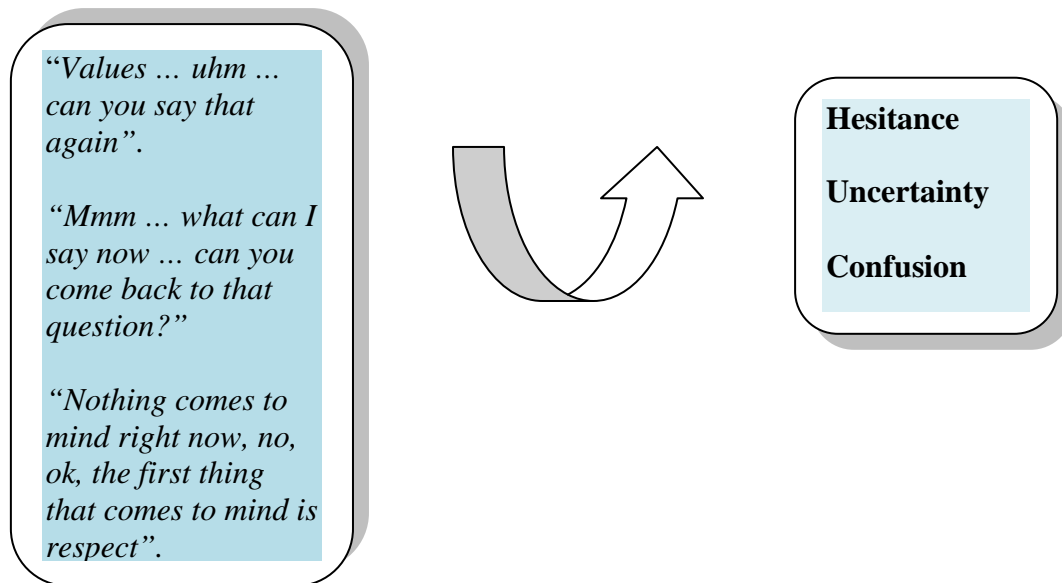 “Values … uhm …
can you say that
again”.
“Mmm … what can I
say now … can you
come back to that
question?”
“Nothing comes to
mind right now, no,
ok, the first thing
that comes to mind is
respect”.
Hesitance
Uncertainty
Confusion